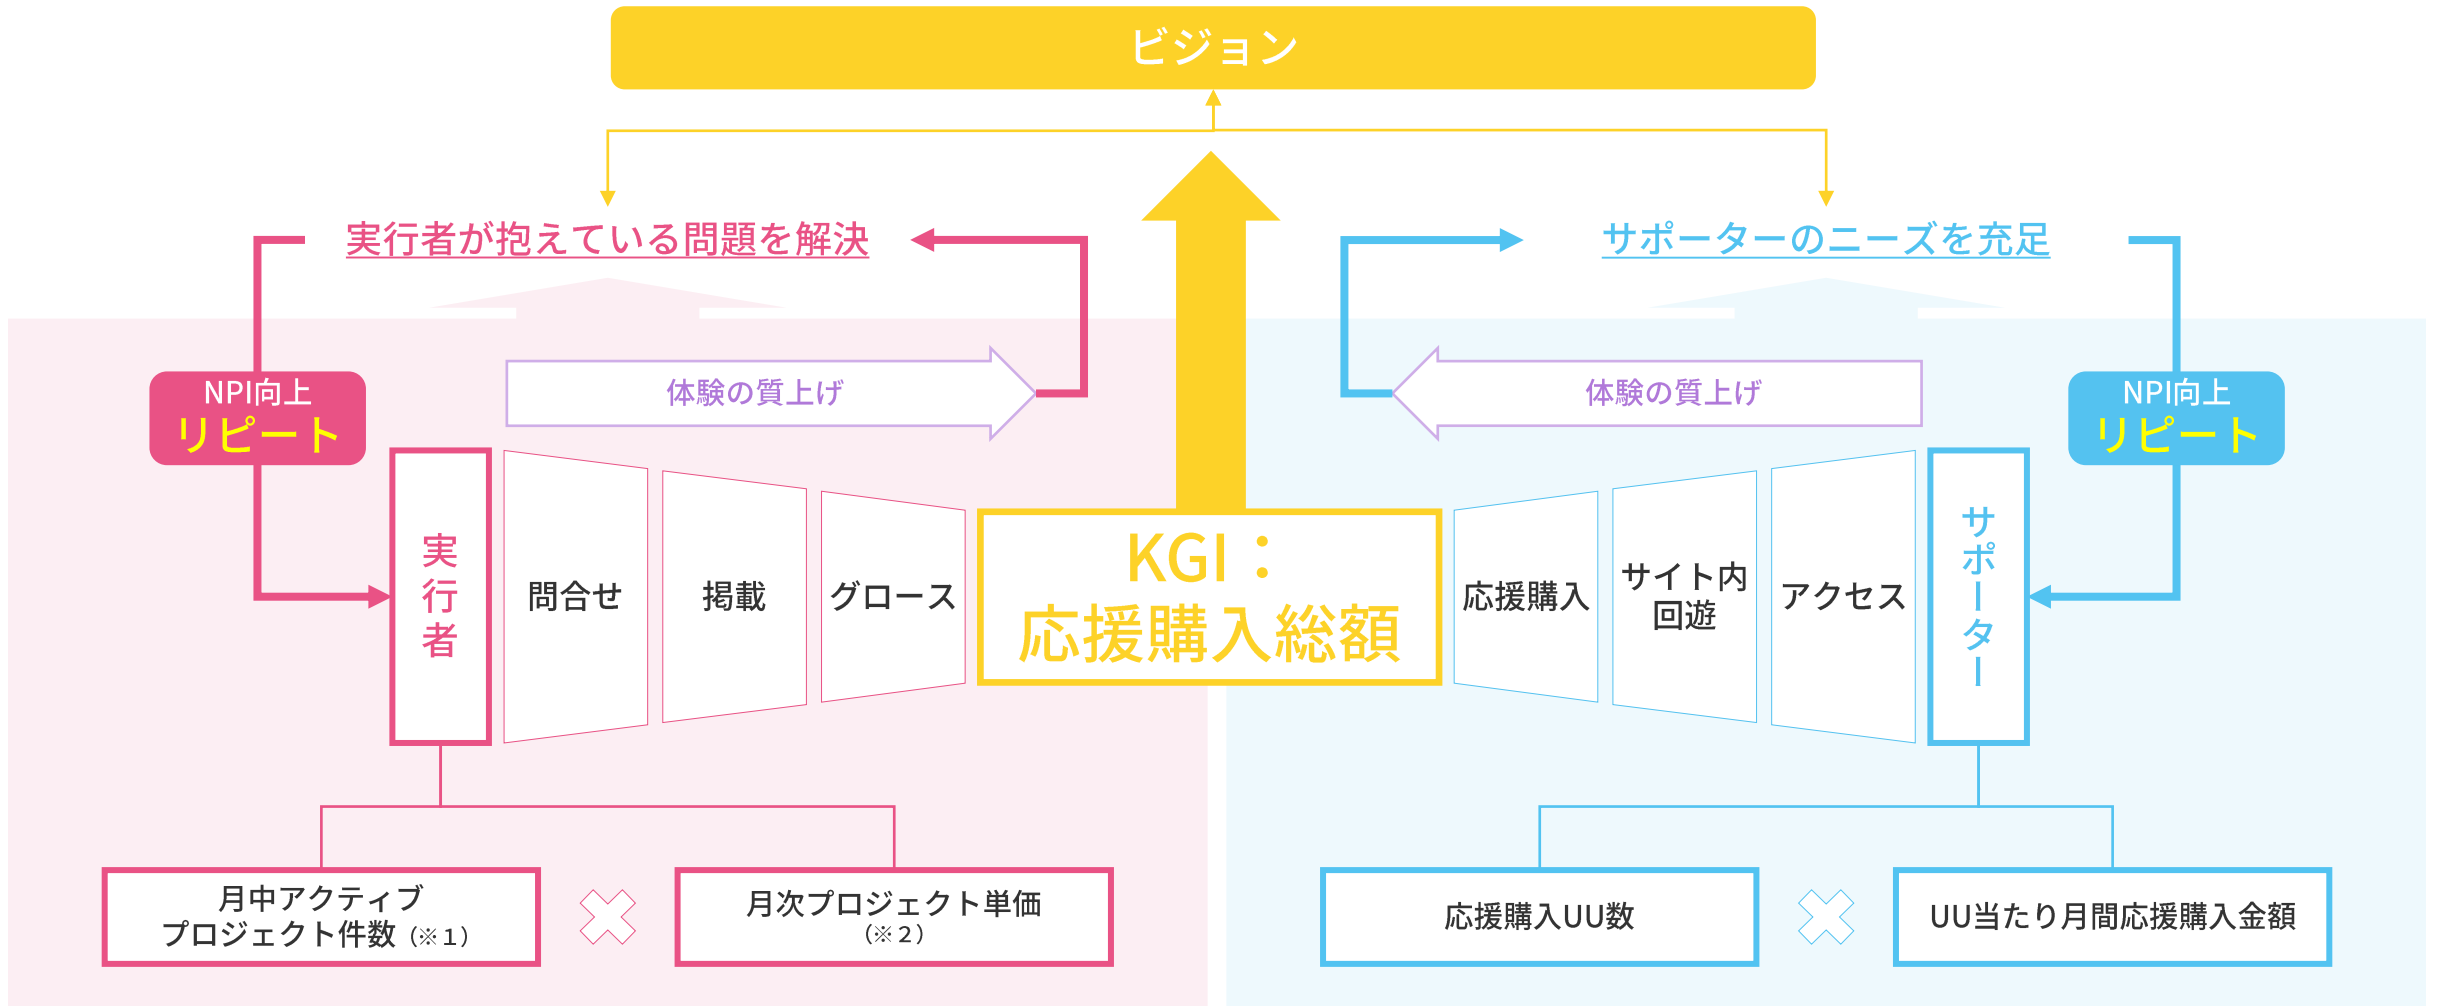 ビジョン
実行者が抱えている問題を解決
サポーターのニーズを充足
NPI向上
リピート
体験の質上げ
体験の質上げ
NPI向上
リピート
実行者
問合せ
掲載
グロース
KGI：
応援購入総額
応援購入
サイト内
回遊
アクセス
サポーター
月中アクティブ
プロジェクト件数（※１）
月次プロジェクト単価
（※２）
応援購入UU数
UU当たり月間応援購入金額